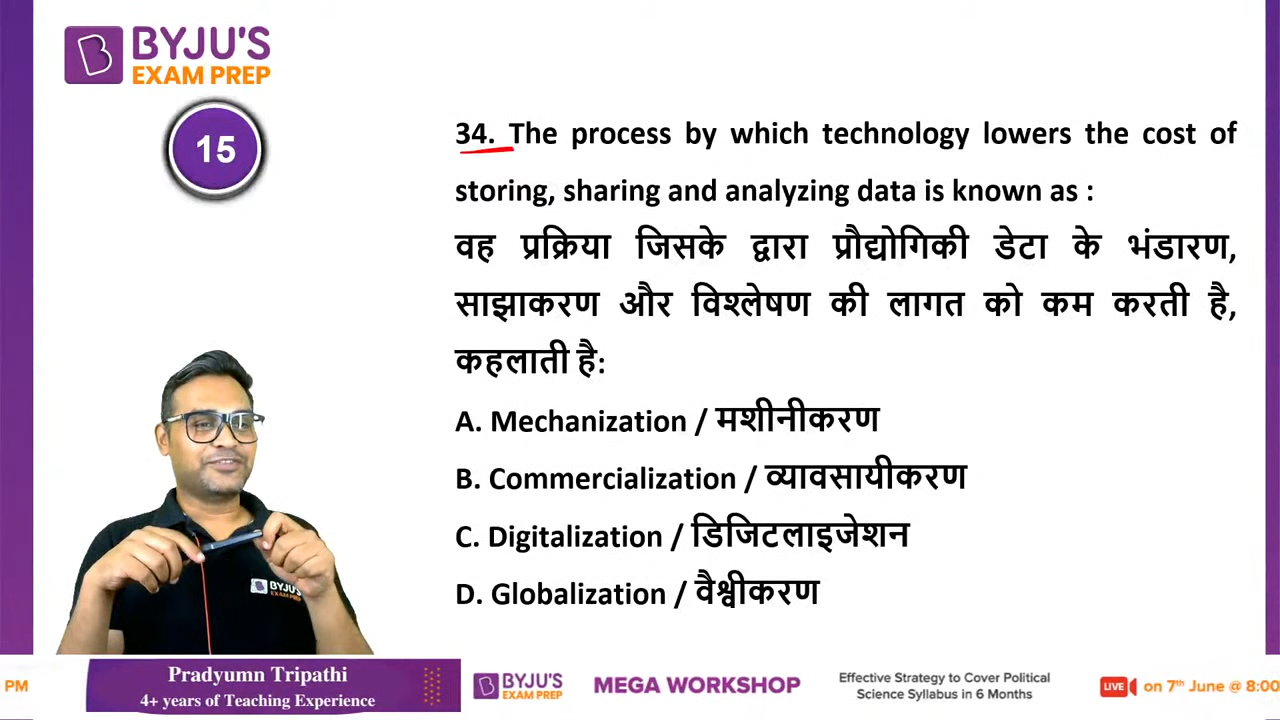 BYJU'S
EXAM PREP
15
34. The process by which technology lowers the cost of
storing, sharing and analyzing data is known as :
वह प्रक्रिया जिसके द्वारा प्रौद्योगिकी डेटा के भंडारण,
साझाकरण और विश्लेषण की लागत को कम करती है,
कहलाती है:
A. Mechanization / मशीनीकरण
B. Commercialization / व्यावसायीकरण
C. Digitalization / डिजिटलाइजेशन
D. Globalization / वैश्वीकरण
BYJU'S
EXAM PREP
Pradyumn Tripathi
4+ years of Teaching Experience
PM
BYJU'S
EXAM PREP
MEGA WORKSHOP
Effective Strategy to Cover Political
Science Syllabus in 6 Months
LIVE on 7th June @ 8:00